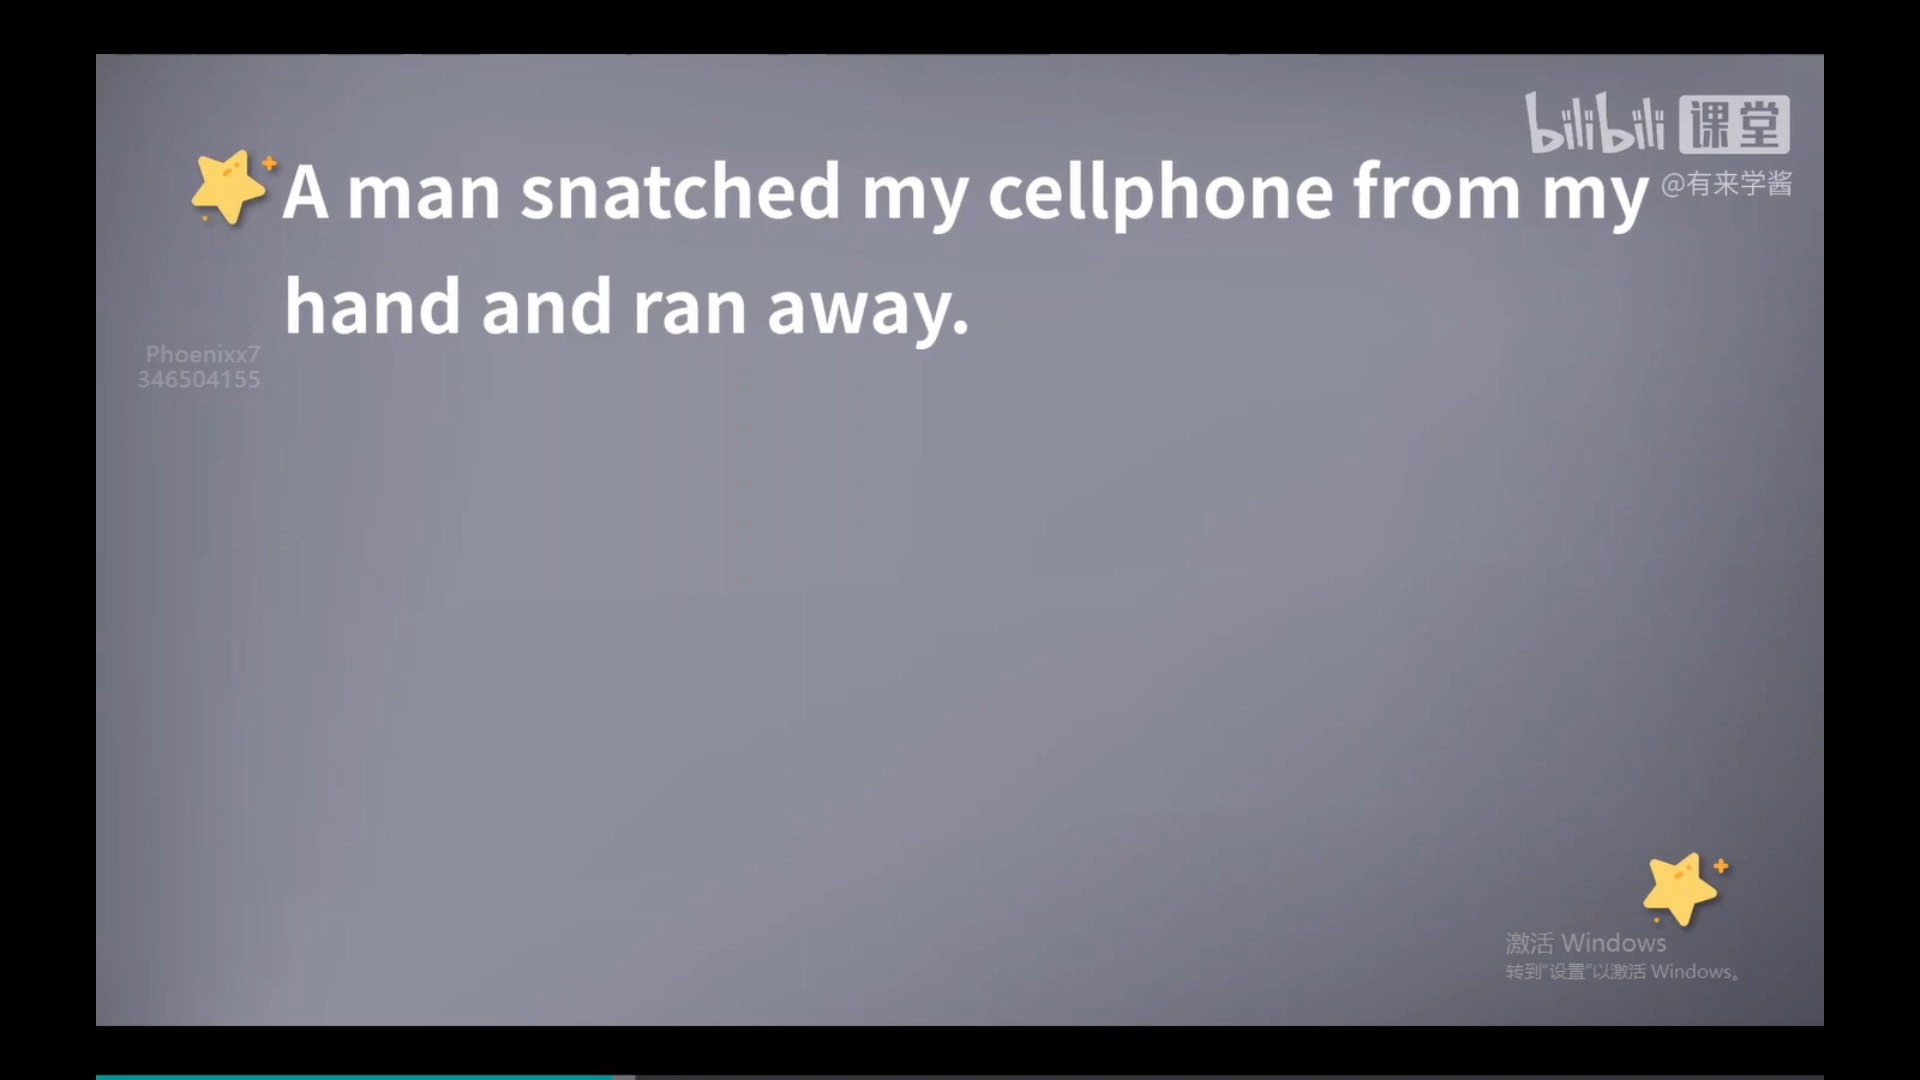 bilibili 课堂
A man snatched my cellphone from my
@有来学酱
hand and ran away.
Phoenixx7
346504155
激活 Windows
转到“设置”以激活 Windows。